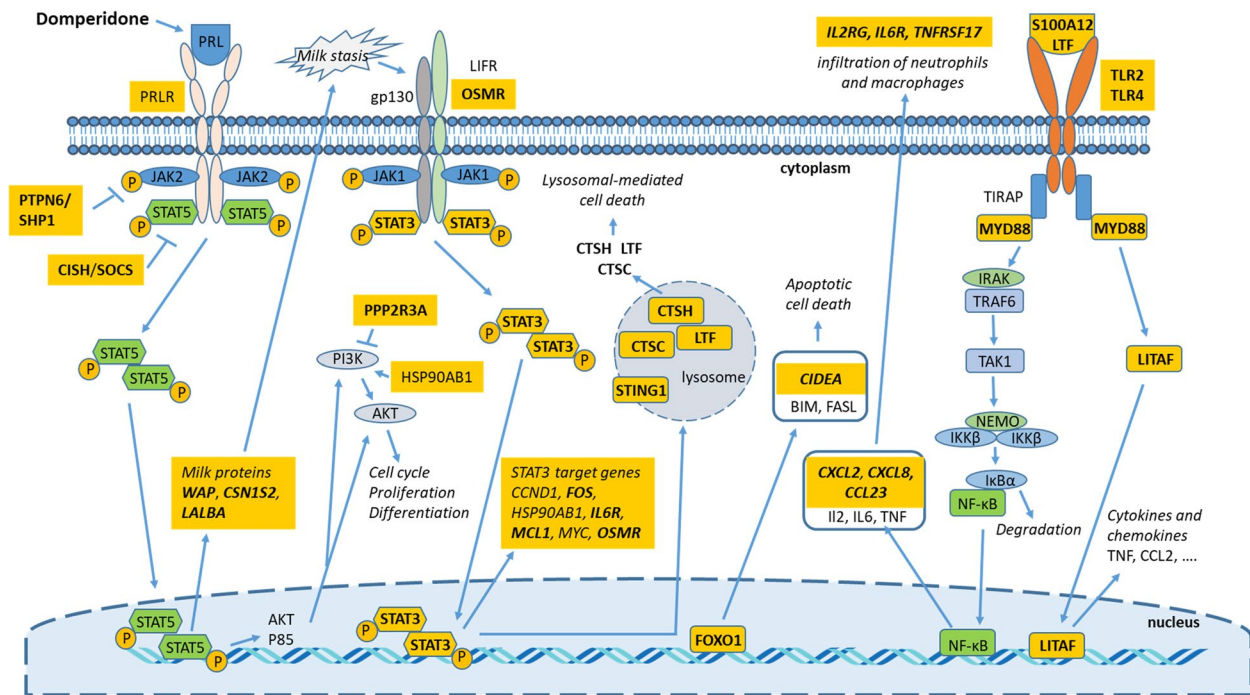 Domperidone
PRL
PRLR
JAK2
JAK2
P
P
PTPN6/
SHP1
STAT5
STAT5
P
P
CISH/SOCS
STAT5
STAT5
P
P
Milk proteins
WAP, CSN1S2,
LALBA
STAT5
STAT5
P
P
AKT
P85
Milk stasis
gp130
LIFR
OSMR
JAK1
JAK1
P
P
STAT3
STAT3
P
P
PPP2R3A
PI3K
HSP90AB1
AKT
Cell cycle
Proliferation
Differentiation
STAT3
STAT3
P
P
STAT3 target genes
CCND1, FOS,
HSP90AB1, IL6R,
MCL1, MYC, OSMR
STAT3
STAT3
P
P
Lysosomal-mediated
cell death
CTSH LTF
CTSC
CTSH
LTF
CTSC
lysosome
STING1
Apoptotic
cell death
CIDEA
BIM, FASL
FOXO1
IL2RG, IL6R, TNFRSF17
infiltration of neutrophils
and macrophages
cytoplasm
CXCL2, CXCL8,
CCL23
Il2, IL6, TNF
S100A12
LTF
TLR2
TLR4
TIRAP
MYD88
MYD88
IRAK
TRAF6
TAK1
NEMO
IKKβ
IKKβ
IκBα
NF-κB
Degradation
LITAF
Cytokines and
chemokines
TNF, CCL2, ....
nucleus
NF-κB
LITAF